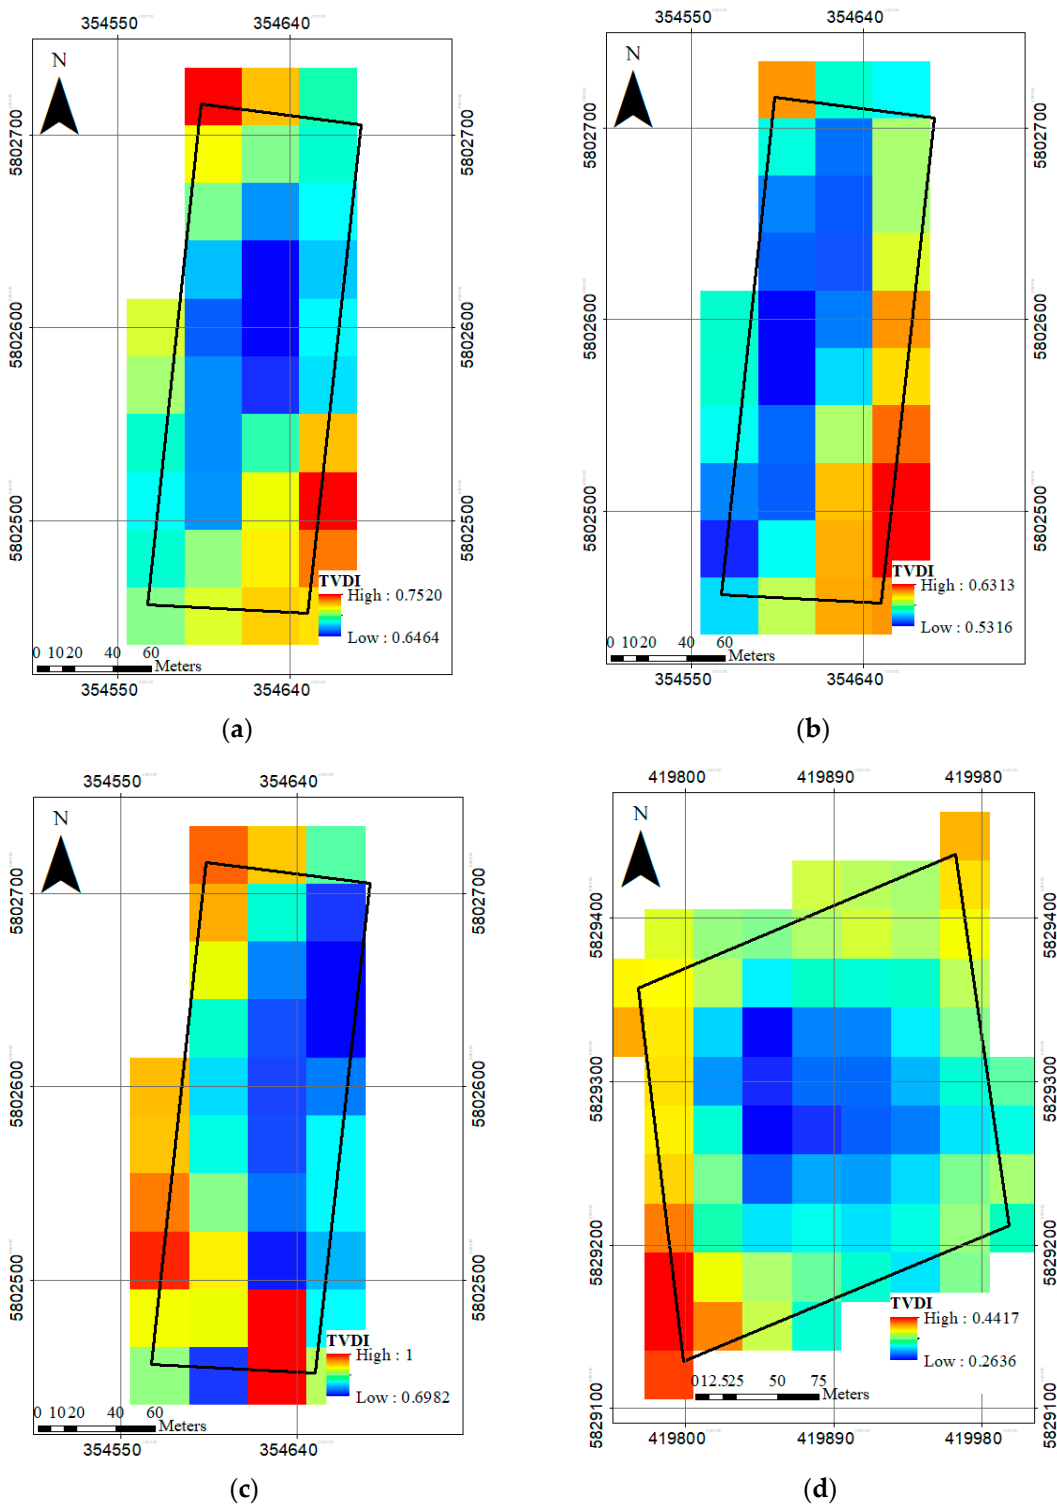 354550 354640
N
5802700 5802700
5802600 5802600
5802500 5802500
TVDI
High : 0.7520
Low : 0.6464
0 10 20 40 60
Meters
354550 354640
(a)
354550 354640
N
5802700 5802700
5802600 5802600
5802500 5802500
TVDI
High : 0.6313
Low : 0.5316
0 10 20 40 60
Meters
354550 354640
(b)
354550 354640
N
5802700 5802700
5802600 5802600
5802500 5802500
TVDI
High : 1
Low : 0.6982
0 10 20 40 60
Meters
354550 354640
(c)
419800 419890 419980
N
5829400 5829400
5829300 5829300
5829200 5829200
5829100 5829100
TVDI
High : 0.4417
Low : 0.2636
0 12.5 25 50 75
Meters
419800 419890 419980
(d)